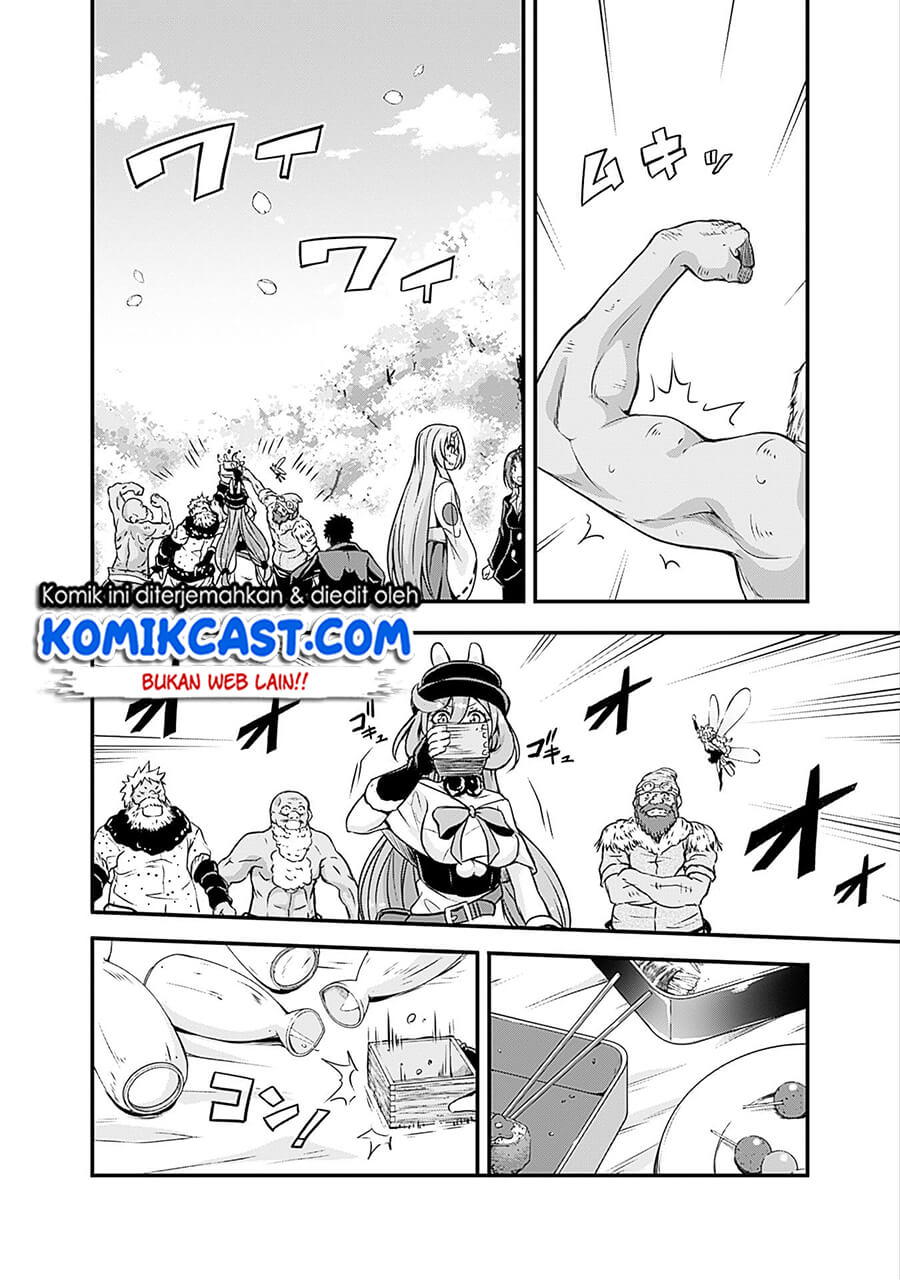 ムキッ
ワイ
ワイ
Komik ini diterjemahkan & diedit oleh
KOMIKCAST.COM
BUKAN WEB LAIN!!
オ
オ
ゴキュ
ゴキュ
オ
オ
コン!